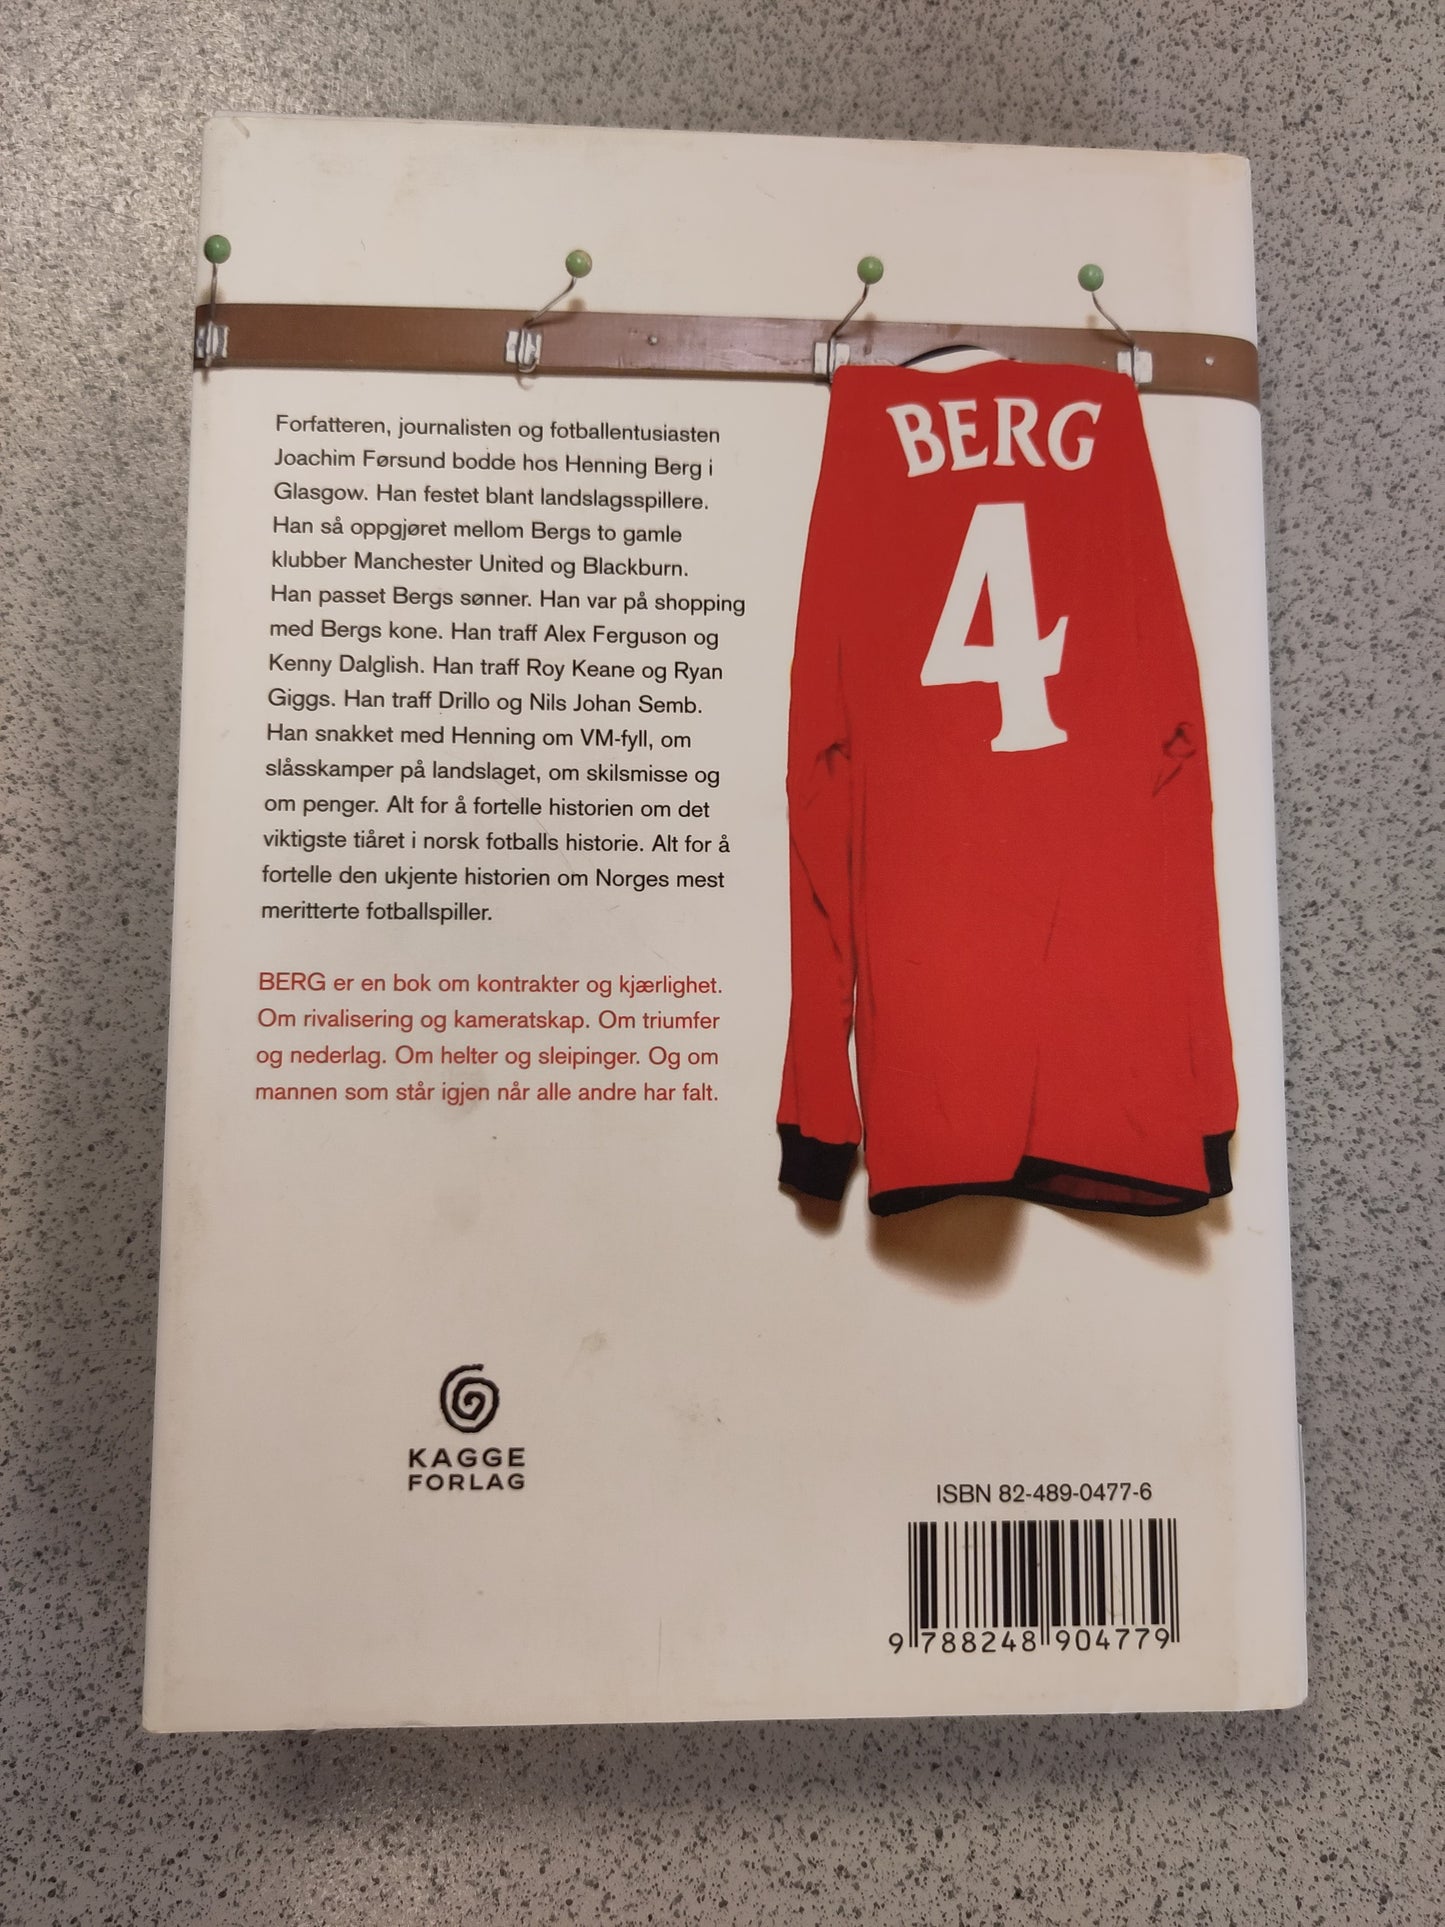 BERG
4
Forfatteren, journalisten og fotballentusiasten
Joachim Førsund bodde hos Henning Berg i
Glasgow. Han festet blant landslagsspillere.
Han så oppgjøret mellom Bergs to gamle
klubber Manchester United og Blackburn.
Han passet Bergs sønner. Han var på shopping
med Bergs kone. Han traff Alex Ferguson og
Kenny Dalglish. Han traff Roy Keane og Ryan
Giggs. Han traff Drillo og Nils Johan Semb.
Han snakket med Henning om VM-fyll, om
slåsskamper på landslaget, om skilsmisse og
om penger. Alt for å fortelle historien om det
viktigste tiåret i norsk fotballs historie. Alt for å
fortelle den ukjente historien om Norges mest
meritterte fotballspiller.
BERG er en bok om kontrakter og kjærlighet.
Om rivalisering og kameratskap. Om triumfer
og nederlag. Om helter og sleipinger. Og om
mannen som står igjen når alle andre har falt.
KAGGE
FORLAG
ISBN 82-489-0477-6
9 788248 904779